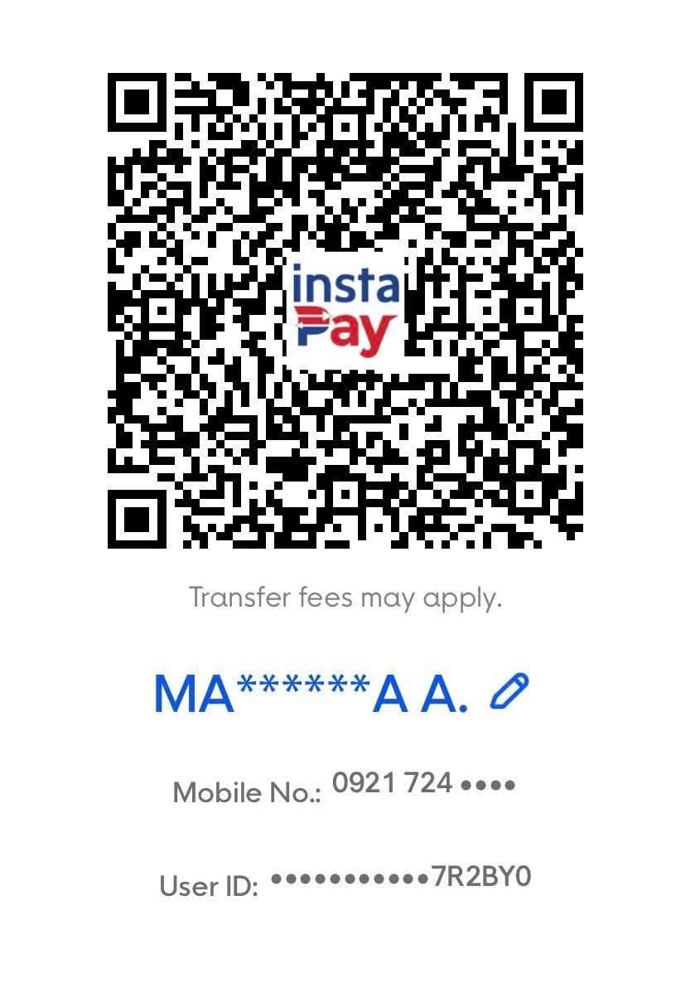 insta
Pay
Transfer fees may apply.
MA******A A.
Mobile No.: 0921 724 ••••
User ID: •••••••••••7R2BY0